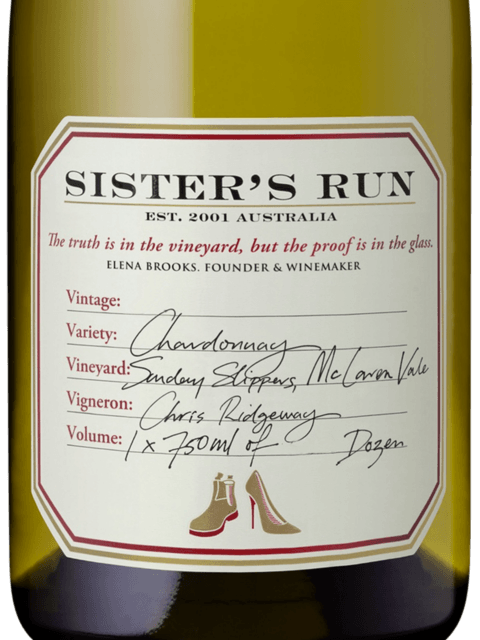 SISTER'S RUN
EST. 2001 AUSTRALIA
The truth is in the vineyard, but the proof is in the glass.
ELENA BROOKS. FOUNDER & WINEMAKER
Vintage:
Variety: Chardonnay
Vineyard: Sunday Slippers, McLaren Vale
Vigneron: Chris Ridgeway
Volume: 1 x 750ml of Dozen